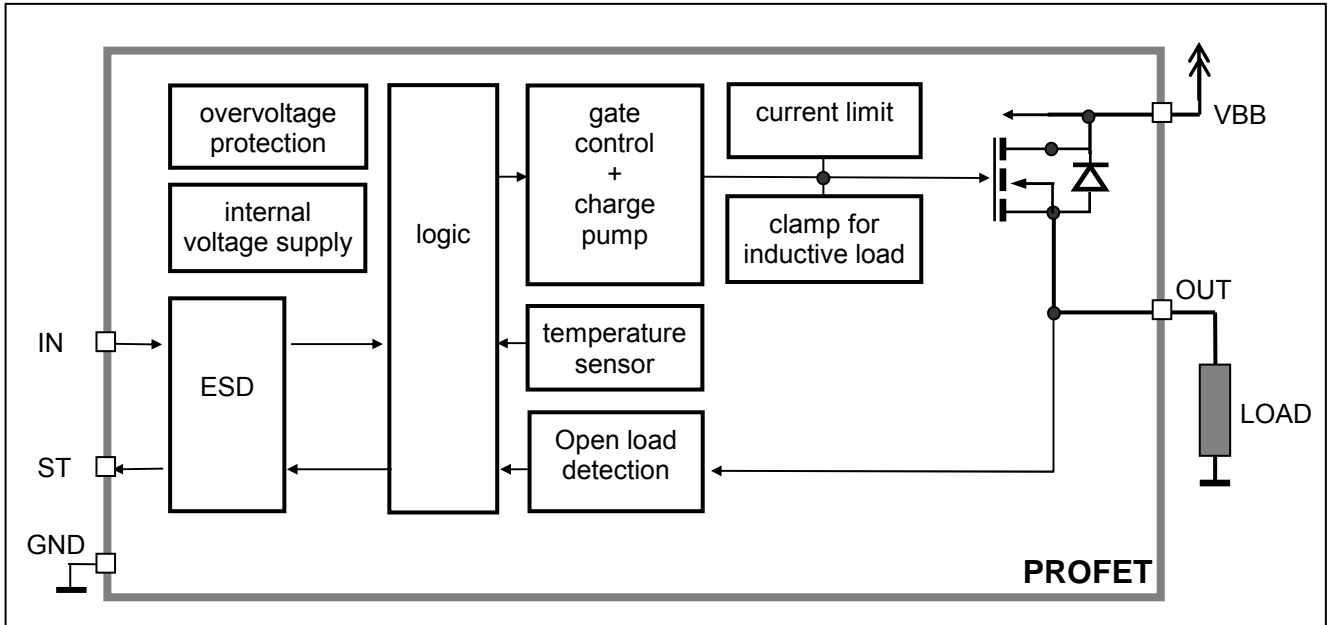 overvoltage
protection
internal
voltage supply
logic
gate
control
+
charge
pump
current limit
clamp for
inductive load
VBB
OUT
LOAD
IN
ESD
temperature
sensor
ST
Open load
detection
GND
PROFET